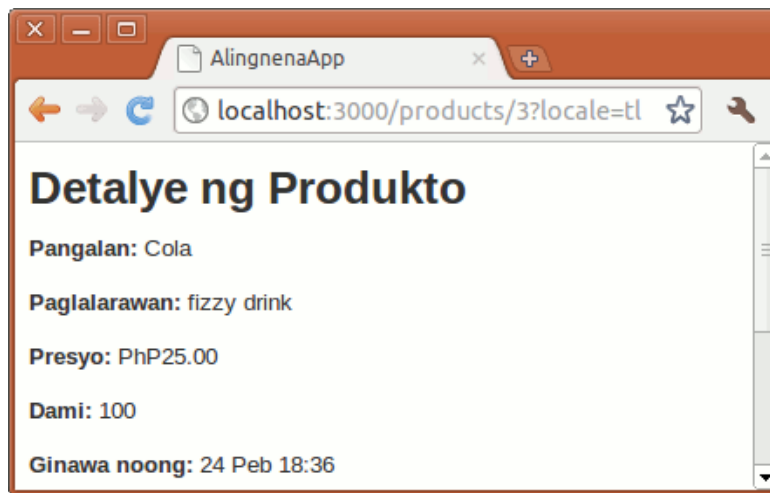 AlingnenaApp
localhost:3000/products/3?locale=tl
Detalye ng Produkto
Pangalan: Cola
Paglalarawan: fizzy drink
Presyo: PhP25.00
Dami: 100
Ginawa noong: 24 Peb 18:36